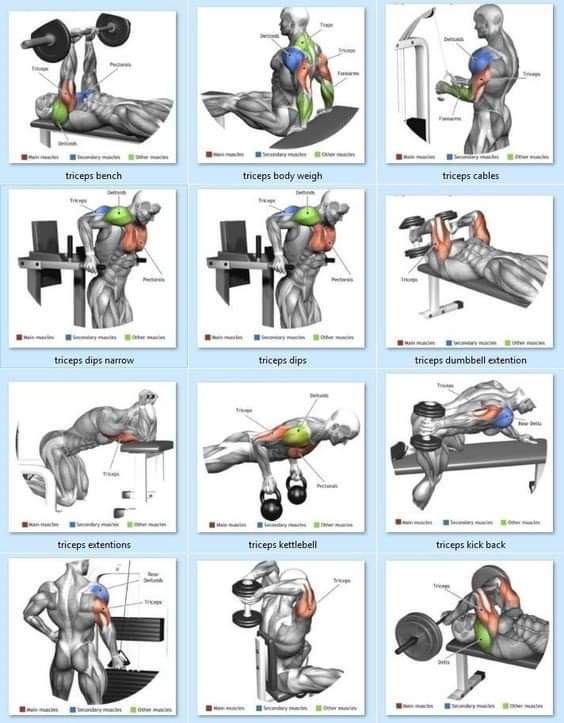 Triceps
Pectorals
Deltoids
Main muscles Secondary muscles Other muscles
triceps bench
Traps
Deltoids
Triceps
Forearms
Main muscles Secondary muscles Other muscles
triceps body weigh
Deltoids
Triceps
Forearms
Main muscles Secondary muscles Other muscles
triceps cables
Deltoids
Triceps
Pectorals
Main muscles Secondary muscles Other muscles
triceps dips narrow
Deltoids
Triceps
Pectorals
Main muscles Secondary muscles Other muscles
triceps dips
Triceps
Main muscles Secondary muscles Other muscles
triceps dumbbell extention
Triceps
Main muscles Secondary muscles Other muscles
triceps extentions
Deltoids
Triceps
Pectorals
Main muscles Secondary muscles Other muscles
triceps kettlebell
Triceps
Rear Delts
Main muscles Secondary muscles Other muscles
triceps kick back
Rear
Deltoids
Triceps
Main muscles Secondary muscles Other muscles
Triceps
Main muscles Secondary muscles Other muscles
Triceps
Delts
Main muscles Secondary muscles Other muscles